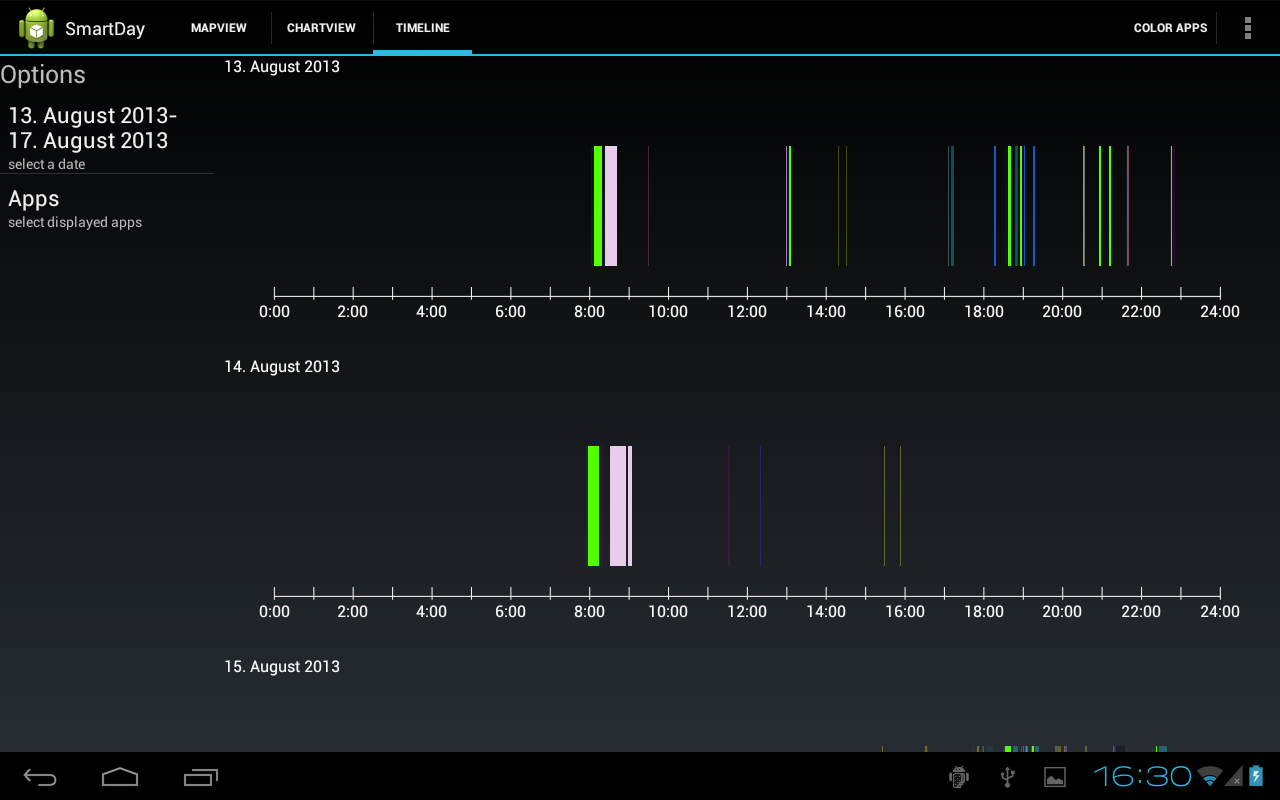 SmartDay MAPVIEW CHARTVIEW TIMELINE COLOR APPS
Options
13. August 2013-
17. August 2013
select a date
Apps
select displayed apps
13. August 2013
0:00 2:00 4:00 6:00 8:00 10:00 12:00 14:00 16:00 18:00 20:00 22:00 24:00
14. August 2013
0:00 2:00 4:00 6:00 8:00 10:00 12:00 14:00 16:00 18:00 20:00 22:00 24:00
15. August 2013
16:30